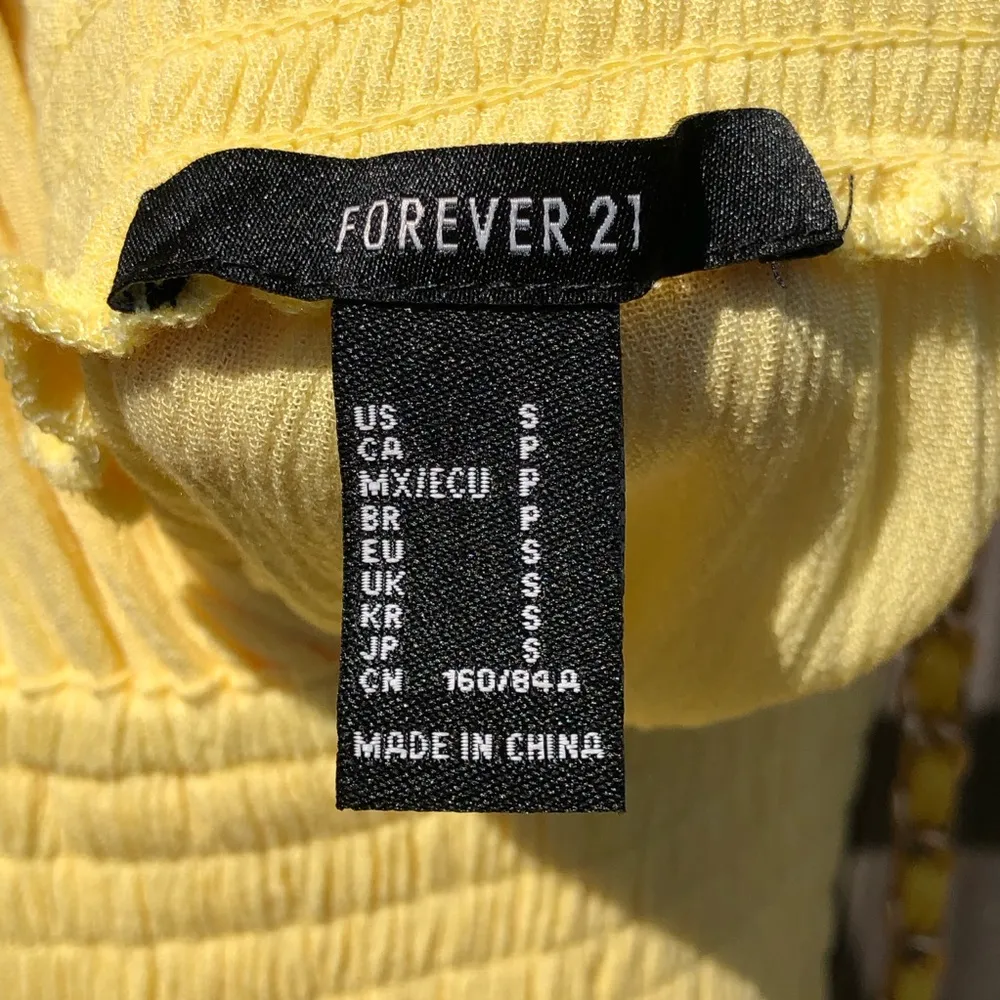 FOREVER 21
US S
CA P
MX/ECU P
BR P
EU S
UK S
KR S
JP S
CN 160/84A
MADE IN CHINA